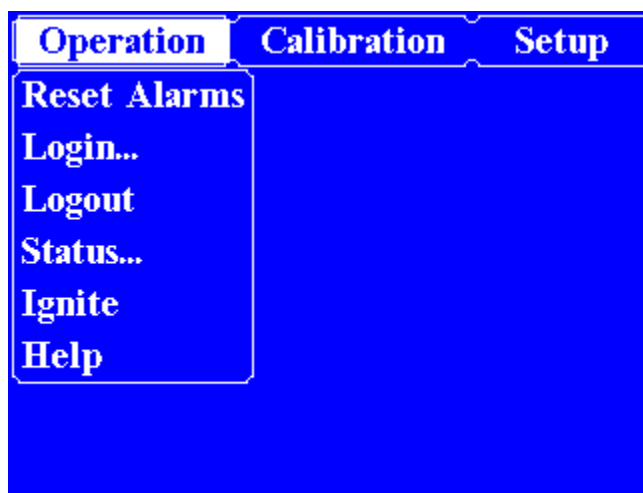 Operation Calibration Setup
Reset Alarms
Login...
Logout
Status...
Ignite
Help